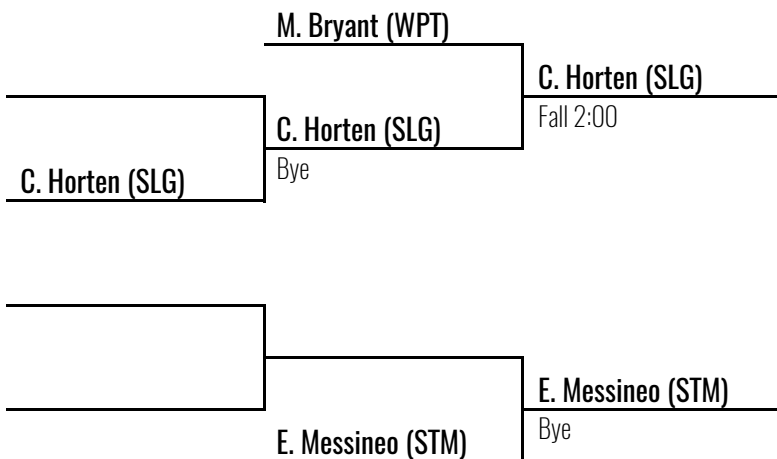 M. Bryant (WPT)
C. Horten (SLG)
Fall 2:00
C. Horten (SLG)
Bye
C. Horten (SLG)
E. Messineo (STM)
Bye
E. Messineo (STM)